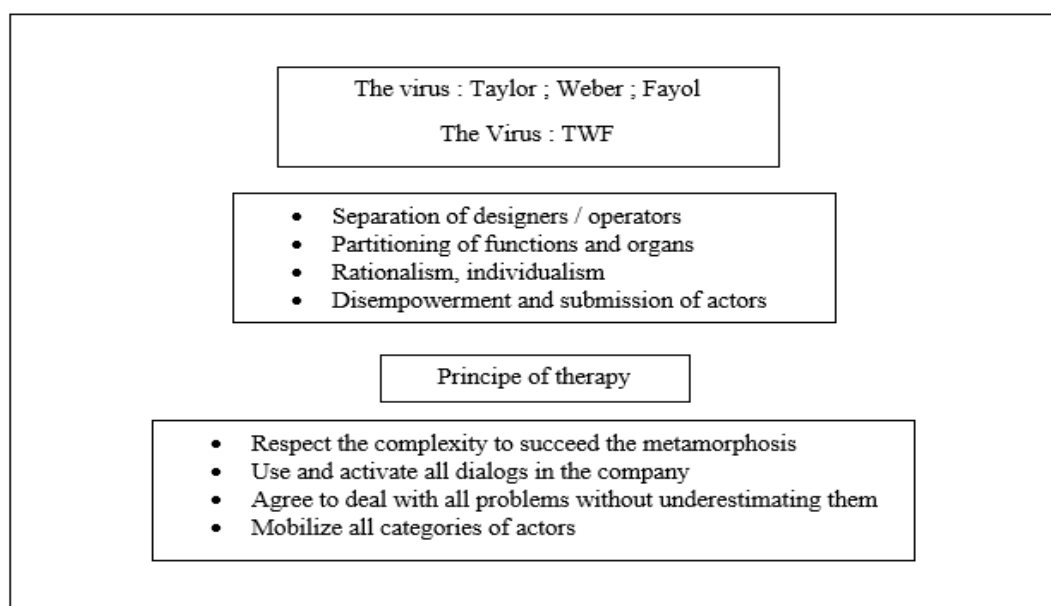 The virus : Taylor ; Weber ; Fayol
The Virus : TWF
• Separation of designers / operators
• Partitioning of functions and organs
• Rationalism, individualism
• Disempowerment and submission of actors
Principe of therapy
• Respect the complexity to succeed the metamorphosis
• Use and activate all dialogs in the company
• Agree to deal with all problems without underestimating them
• Mobilize all categories of actors